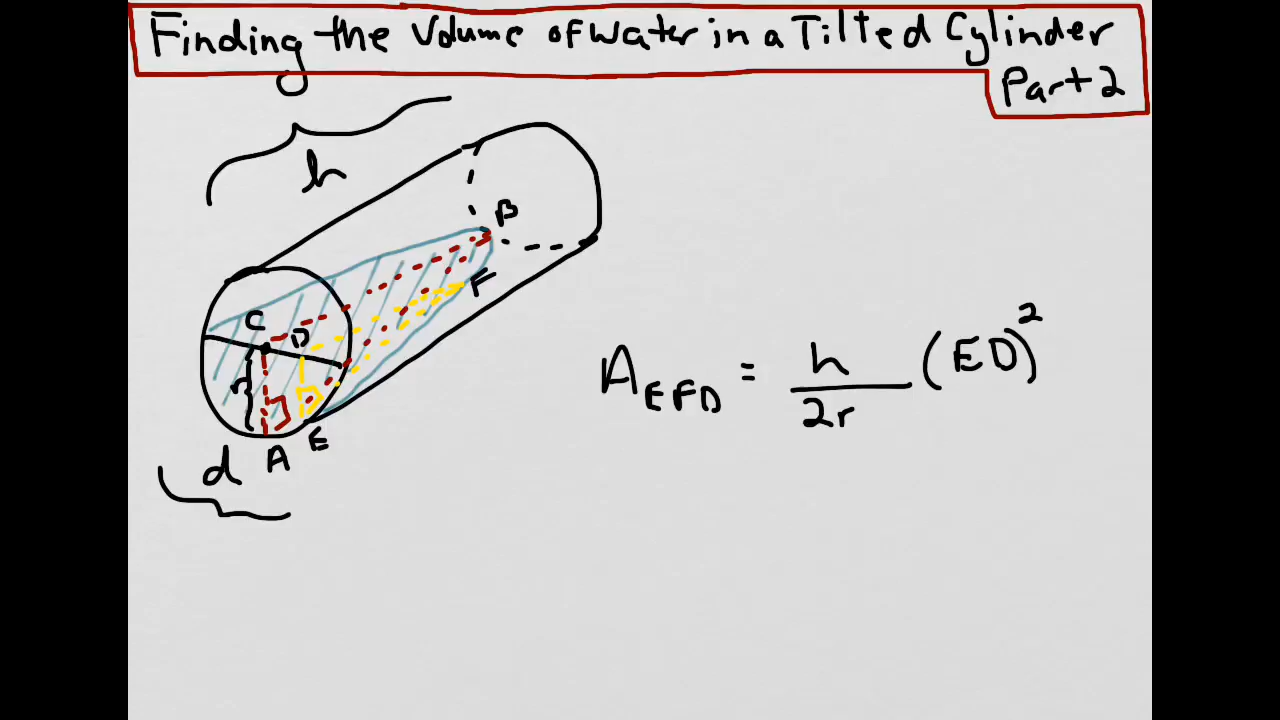 Finding the Volume of Water in a Tilted Cylinder
Part 2
h
B
F
C
D
r
E
A
d
A_EFD = h/2r (ED)²